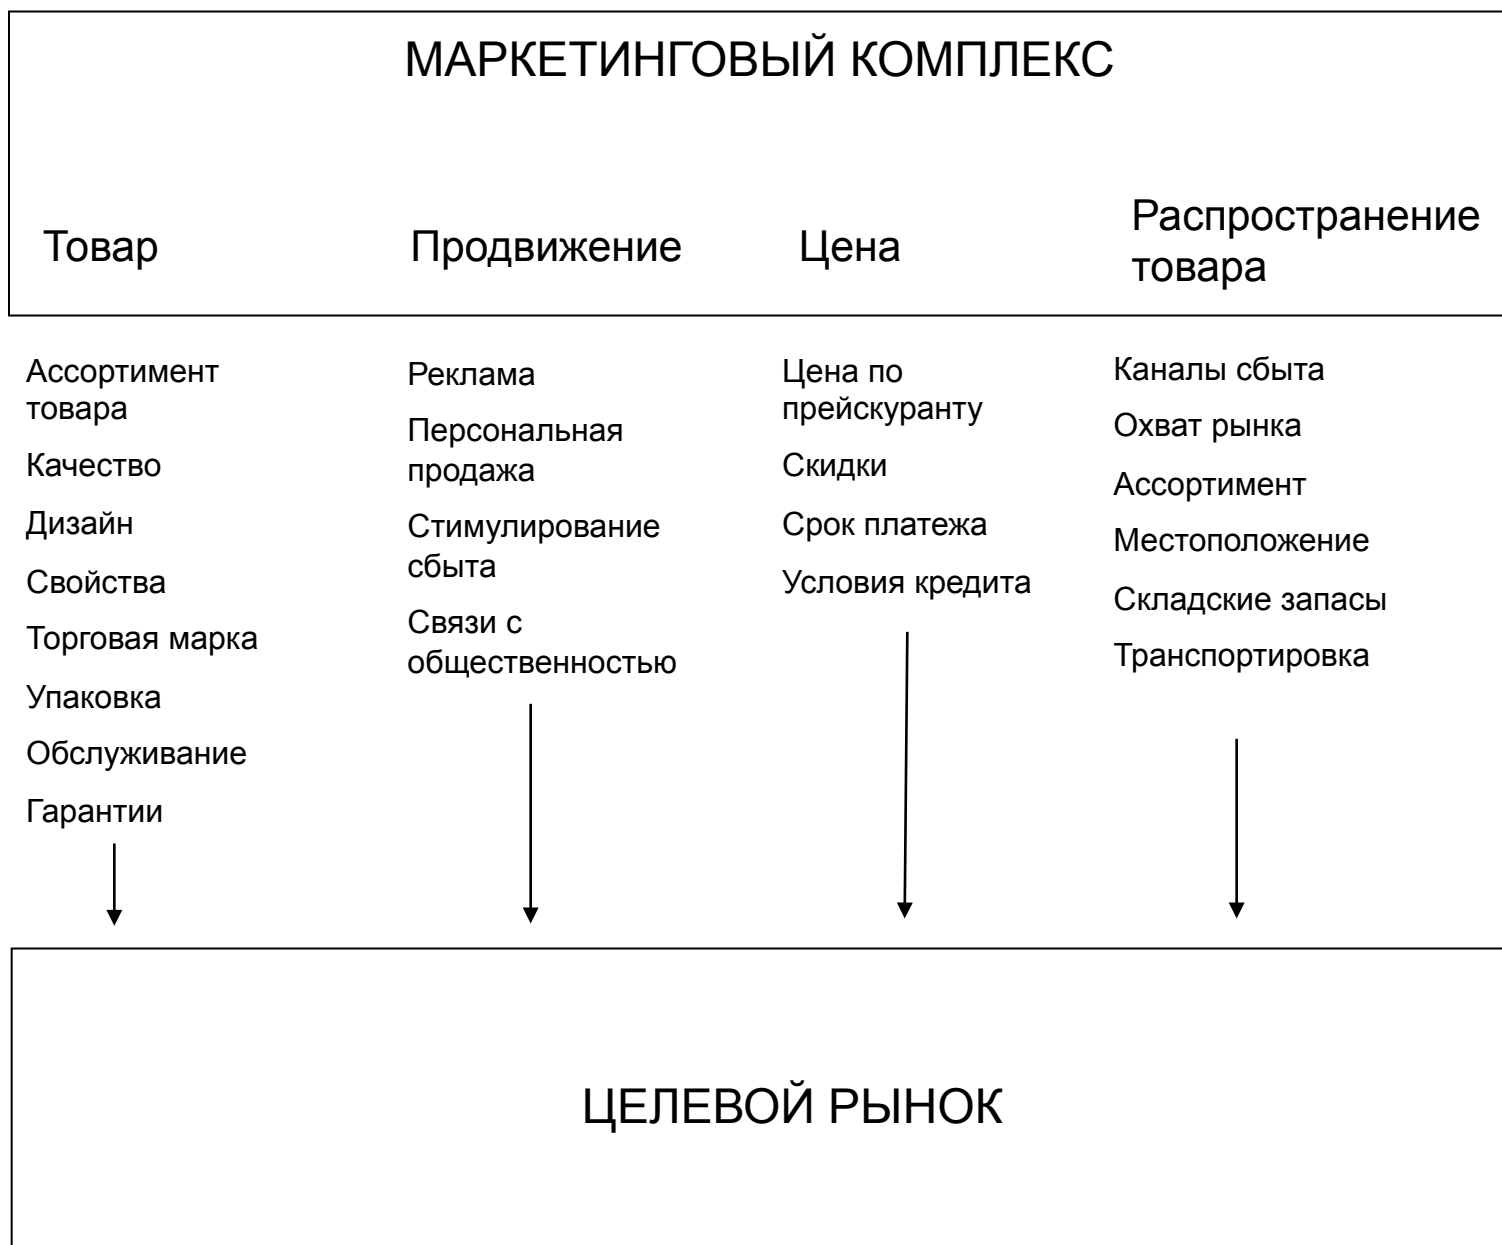 МАРКЕТИНГОВЫЙ КОМПЛЕКС
Товар
Продвижение
Цена
Распространение
товара
Ассортимент
товара
Качество
Дизайн
Свойства
Торговая марка
Упаковка
Обслуживание
Гарантии
Реклама
Персональная
продажа
Стимулирование
сбыта
Связи с
общественностью
Цена по
прейскуранту
Скидки
Срок платежа
Условия кредита
Каналы сбыта
Охват рынка
Ассортимент
Местоположение
Складские запасы
Транспортировка
ЦЕЛЕВОЙ РЫНОК